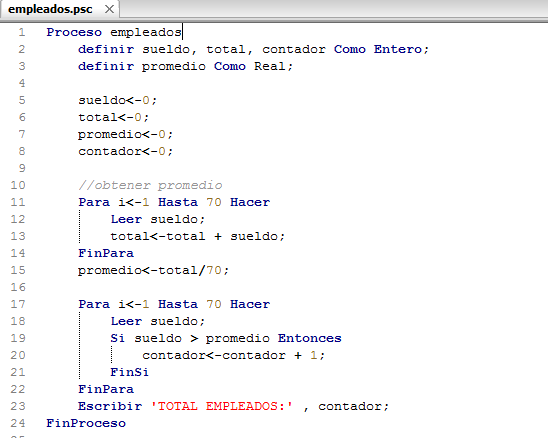 empleados.psc
1 Proceso empleados
2 definir sueldo, total, contador Como Entero;
3 definir promedio Como Real;
4
5 sueldo<-0;
6 total<-0;
7 promedio<-0;
8 contador<-0;
9
10 //obtener promedio
11 Para i<-1 Hasta 70 Hacer
12 Leer sueldo;
13 total<-total + sueldo;
14 FinPara
15 promedio<-total/70;
16
17 Para i<-1 Hasta 70 Hacer
18 Leer sueldo;
19 Si sueldo > promedio Entonces
20 contador<-contador + 1;
21 FinSi
22 FinPara
23 Escribir 'TOTAL EMPLEADOS:' , contador;
24 FinProceso